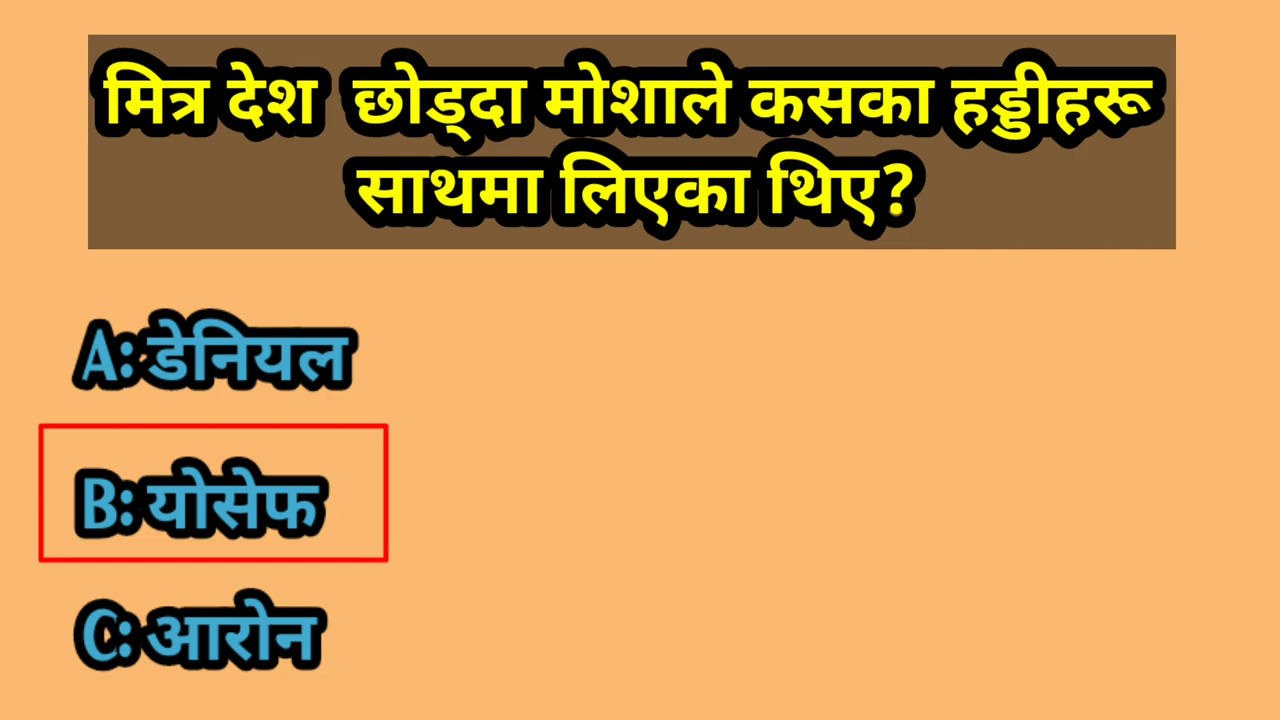 मित्र देश छोड्दा मोशाले कसका हड्डीहरू
साथमा लिएका थिए?
A: डेनियल
B: योसेफ
C: आरोन